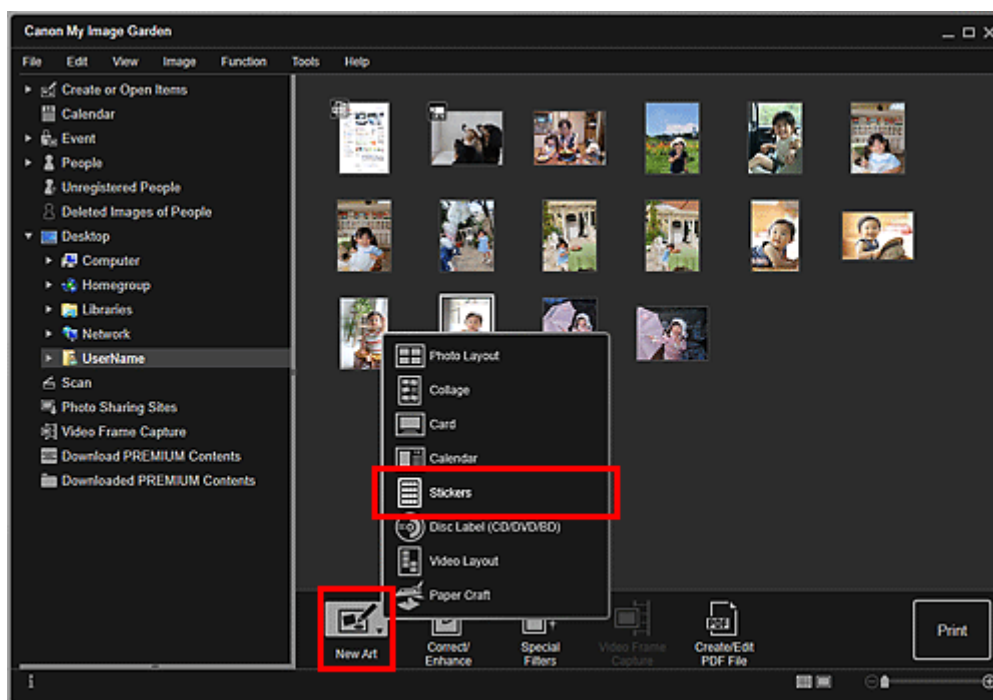 Canon My Image Garden
File Edit View Image Function Tools Help
Create or Open Items
Calendar
Event
People
Unregistered People
Deleted Images of People
Desktop
Computer
Homegroup
Libraries
Network
UserName
Scan
Photo Sharing Sites
Video Frame Capture
Download PREMIUM Contents
Downloaded PREMIUM Contents
Photo Layout
Collage
Card
Calendar
Stickers
Disc Label (CD/DVD/BD)
Video Layout
Paper Craft
New Art
Correct/
Enhance
Special
Filters
Video Frame
Capture
PDF
Create/Edit
PDF File
Print